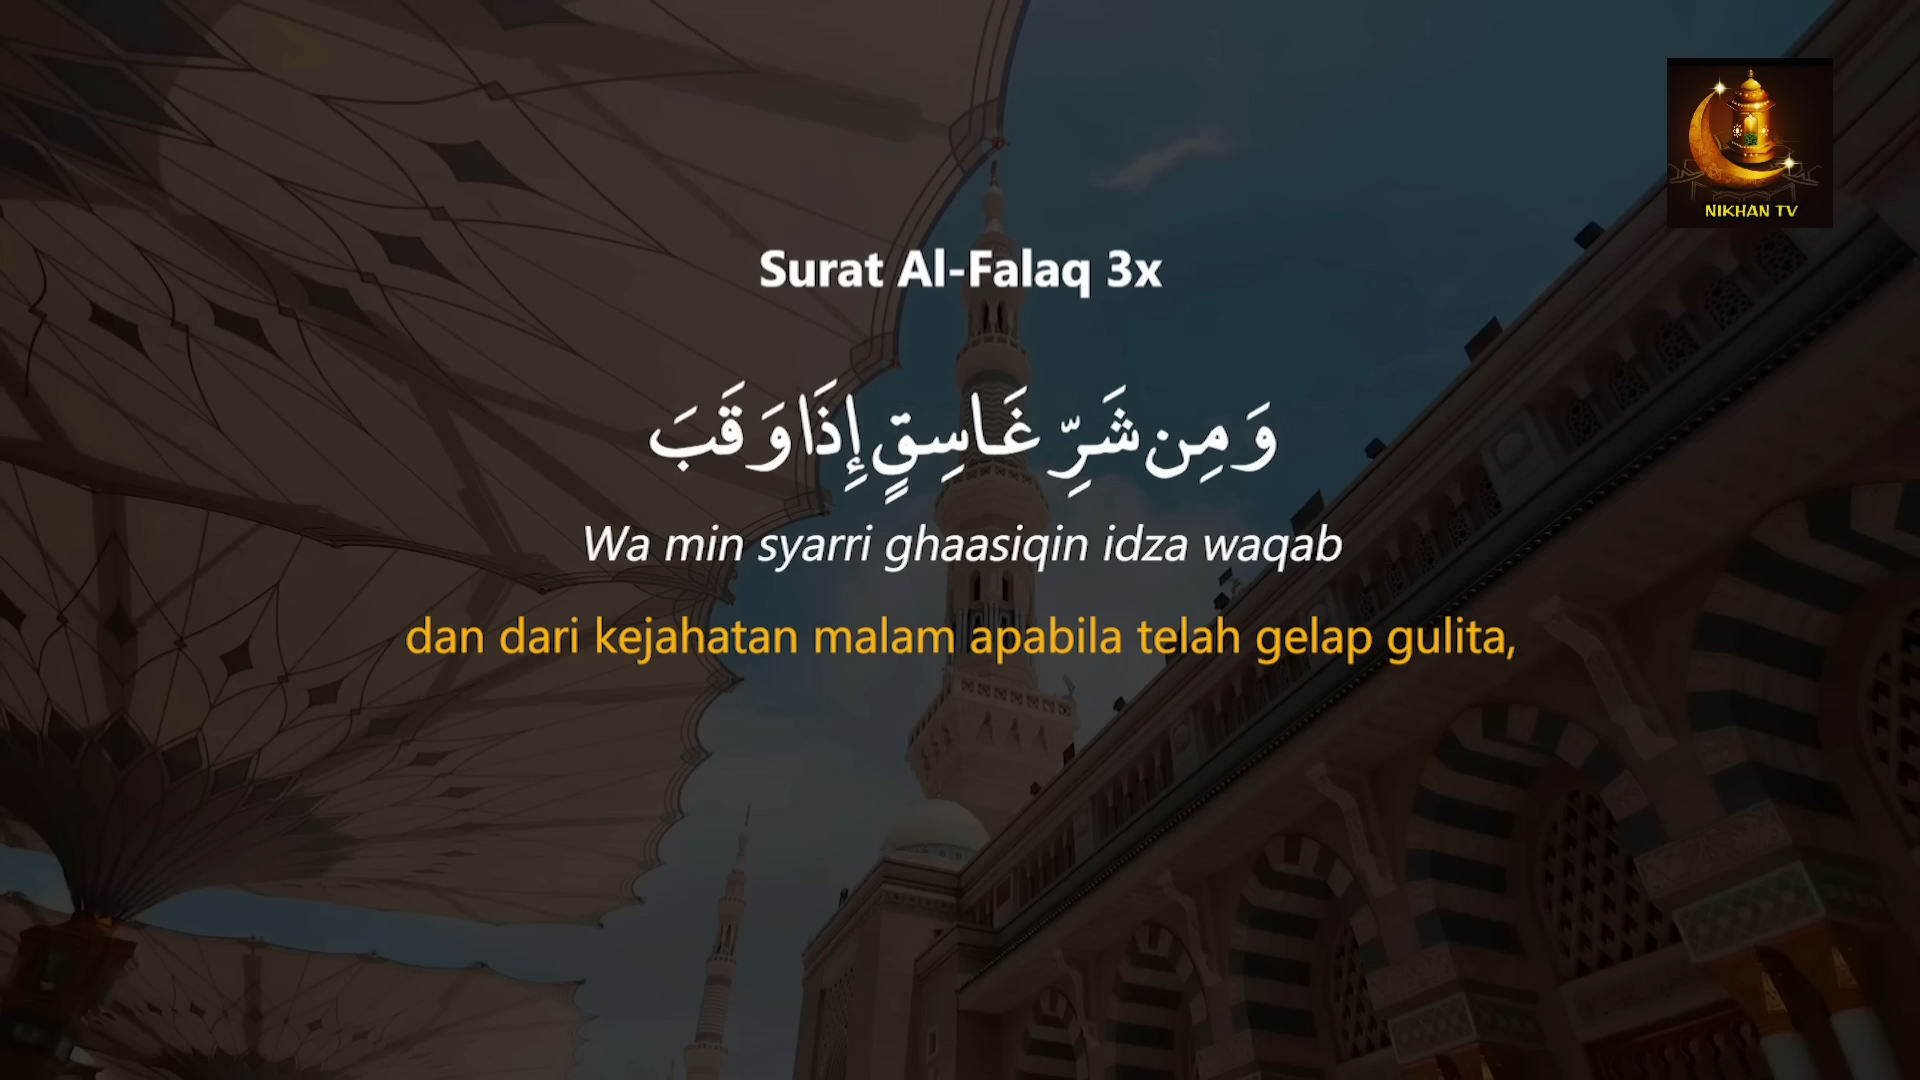 NIKHAN TV
Surat Al-Falaq 3x
وَمِن شَرِّ غَاسِقٍ إِذَا وَقَبَ
Wa min syarri ghaasiqin idza waqab
dan dari kejahatan malam apabila telah gelap gulita,